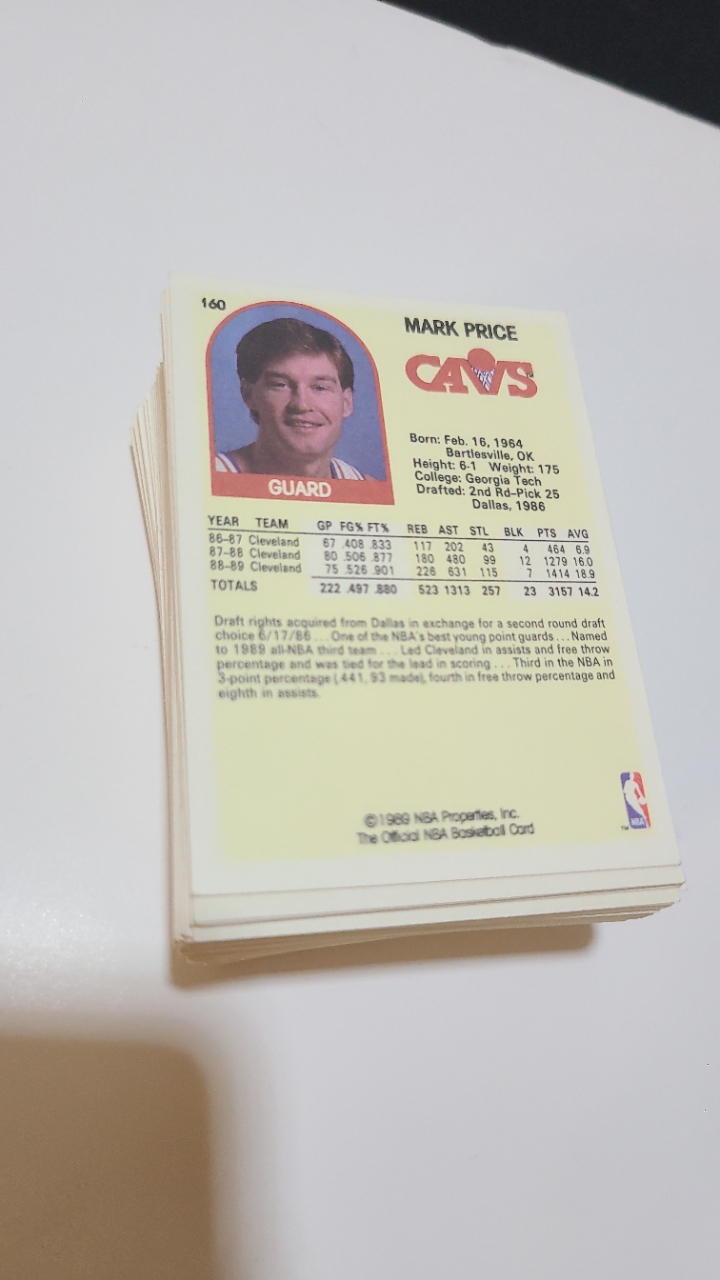 160
MARK PRICE
CAVS
Born: Feb. 16, 1964
Bartlesville, OK
Height: 6-1 Weight: 175
College: Georgia Tech
Drafted: 2nd Rd-Pick 25
Dallas, 1986
GUARD
YEAR TEAM GP FG% FT% REB AST STL BLK PTS AVG
86-87 Cleveland 67 .408 .833 117 202 43 4 464 6.9
87-88 Cleveland 80 .506 .877 180 480 99 12 1279 16.0
88-89 Cleveland 75 .526 .901 226 631 115 7 1414 18.9
TOTALS 222 .497 .880 523 1313 257 23 3157 14.2
Draft rights acquired from Dallas in exchange for a second round draft
choice 6/17/86 ... One of the NBA's best young point guards ... Named
to 1989 all-NBA third team ... Led Cleveland in assists and free throw
percentage and was tied for the lead in scoring ... Third in the NBA in
3-point percentage (.441, 93 made), fourth in free throw percentage and
eighth in assists.
©1989 NBA Properties, Inc.
The Official NBA Basketball Card
TM NBA